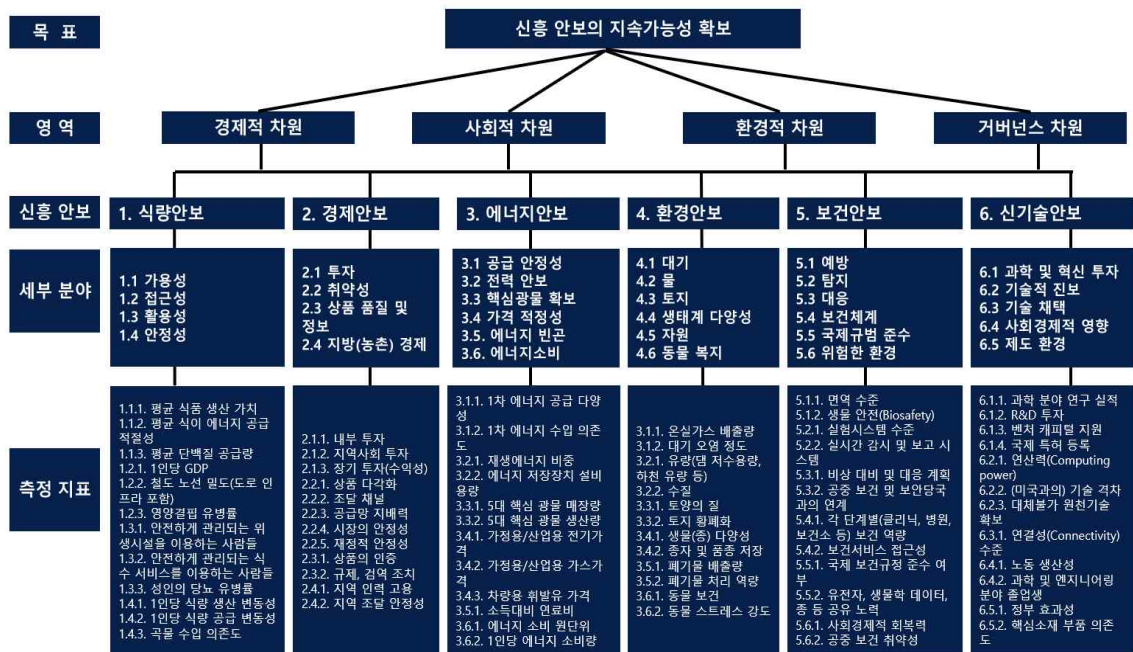 목 표
신흥 안보의 지속가능성 확보
영 역
경제적 차원
사회적 차원
환경적 차원
거버넌스 차원
신흥 안보
1. 식량안보
2. 경제안보
3. 에너지안보
4. 환경안보
5. 보건안보
6. 신기술안보
세부 분야
1.1 가용성
1.2 접근성
1.3 활용성
1.4 안정성
2.1 투자
2.2 취약성
2.3 상품 품질 및
정보
2.4 지방(농촌) 경제
3.1 공급 안정성
3.2 전력 안보
3.3 핵심광물 확보
3.4 가격 적정성
3.5. 에너지 빈곤
3.6. 에너지소비
4.1 대기
4.2 물
4.3 토지
4.4 생태계 다양성
4.5 자원
4.6 동물 복지
5.1 예방
5.2 탐지
5.3 대응
5.4 보건체계
5.5 국제규범 준수
5.6 위험한 환경
6.1 과학 및 혁신 투자
6.2 기술적 진보
6.3 기술 채택
6.4 사회경제적 영향
6.5 제도 환경
측정 지표
1.1.1. 평균 식품 생산 가치
1.1.2. 평균 식이 에너지 공급
적절성
1.1.3. 평균 단백질 공급량
1.2.1. 1인당 GDP
1.2.2. 철도 노선 밀도(도로 인
프라 포함)
1.2.3. 영양결핍 유병률
1.3.1. 안전하게 관리되는 위
생시설을 이용하는 사람들
1.3.2. 안전하게 관리되는 식
수 서비스를 이용하는 사람들
1.3.3. 성인의 당뇨 유병률
1.4.1. 1인당 식량 생산 변동성
1.4.2. 1인당 식량 공급 변동성
1.4.3. 곡물 수입 의존도
2.1.1. 내부 투자
2.1.2. 지역사회 투자
2.1.3. 장기 투자(수익성)
2.2.1. 상품 다각화
2.2.2. 조달 채널
2.2.3. 공급망 지배력
2.2.4. 시장의 안정성
2.2.5. 재정적 안정성
2.3.1. 상품의 인증
2.3.2. 규제, 검역 조치
2.4.1. 지역 인력 고용
2.4.2. 지역 조달 안정성
3.1.1. 1차 에너지 공급 다양
성
3.1.2. 1차 에너지 수입 의존
도
3.2.1. 재생에너지 비중
3.2.2. 에너지 저장장치 설비
용량
3.3.1. 5대 핵심 광물 매장량
3.3.2. 5대 핵심 광물 생산량
3.4.1. 가정용/산업용 전기가
격
3.4.2. 가정용/산업용 가스가
격
3.4.3. 차량용 휘발유 가격
3.5.1. 소득대비 연료비
3.6.1. 에너지 소비 원단위
3.6.2. 1인당 에너지 소비량
3.1.1. 온실가스 배출량
3.1.2. 대기 오염 정도
3.2.1. 유량(댐 저수용량,
하천 유량 등)
3.2.2. 수질
3.3.1. 토양의 질
3.3.2. 토지 황폐화
3.4.1. 생물(종) 다양성
3.4.2. 종자 및 품종 저장
3.5.1. 폐기물 배출량
3.5.2. 폐기물 처리 역량
3.6.1. 동물 보건
3.6.2. 동물 스트레스 강도
5.1.1. 면역 수준
5.1.2. 생물 안전(Biosafety)
5.2.1. 실험시스템 수준
5.2.2. 실시간 감시 및 보고 시
스템
5.3.1. 비상 대비 및 대응 계획
5.3.2. 공중 보건 및 보안당국
과의 연계
5.4.1. 각 단계별(클리닉, 병원,
보건소 등) 보건 역량
5.4.2. 보건서비스 접근성
5.5.1. 국제 보건규정 준수 여
부
5.5.2. 유전자, 생물학 데이터,
종 등 공유 노력
5.6.1. 사회경제적 회복력
5.6.2. 공중 보건 취약성
6.1.1. 과학 분야 연구 실적
6.1.2. R&D 투자
6.1.3. 벤처 캐피털 지원
6.1.4. 국제 특허 등록
6.2.1. 연산력(Computing
power)
6.2.2. (미국과의) 기술 격차
6.2.3. 대체불가 원천기술
확보
6.3.1. 연결성(Connectivity)
수준
6.4.1. 노동 생산성
6.4.2. 과학 및 엔지니어링
분야 졸업생
6.5.1. 정부 효과성
6.5.2. 핵심소재 부품 의존
도